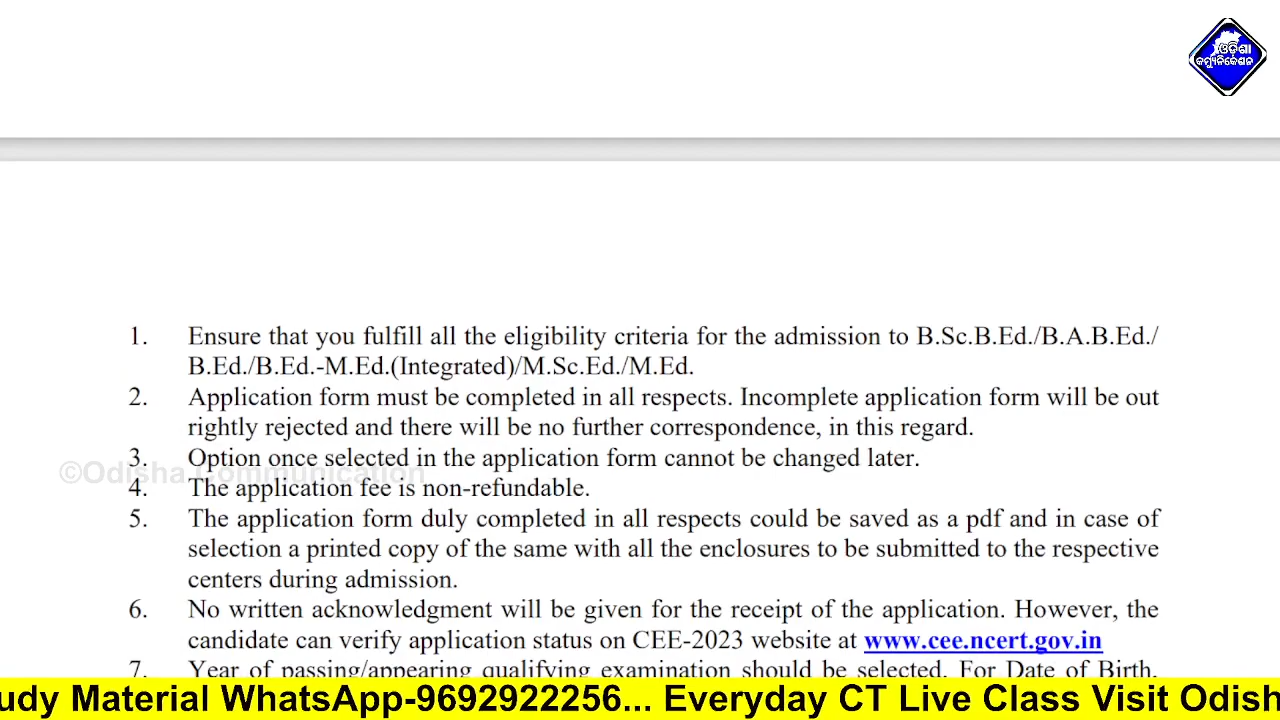 ଓଡ଼ିଶା
କମ୍ୟୁନିକେଶନ
1. Ensure that you fulfill all the eligibility criteria for the admission to B.Sc.B.Ed./B.A.B.Ed./
B.Ed./B.Ed.-M.Ed.(Integrated)/M.Sc.Ed./M.Ed.
2. Application form must be completed in all respects. Incomplete application form will be out
rightly rejected and there will be no further correspondence, in this regard.
3. Option once selected in the application form cannot be changed later.
©Odisha Communication
4. The application fee is non-refundable.
5. The application form duly completed in all respects could be saved as a pdf and in case of
selection a printed copy of the same with all the enclosures to be submitted to the respective
centers during admission.
6. No written acknowledgment will be given for the receipt of the application. However, the
candidate can verify application status on CEE-2023 website at www.cee.ncert.gov.in
7. Year of passing/appearing qualifying examination should be selected. For Date of Birth,
udy Material WhatsApp-9692922256... Everyday CT Live Class Visit Odish